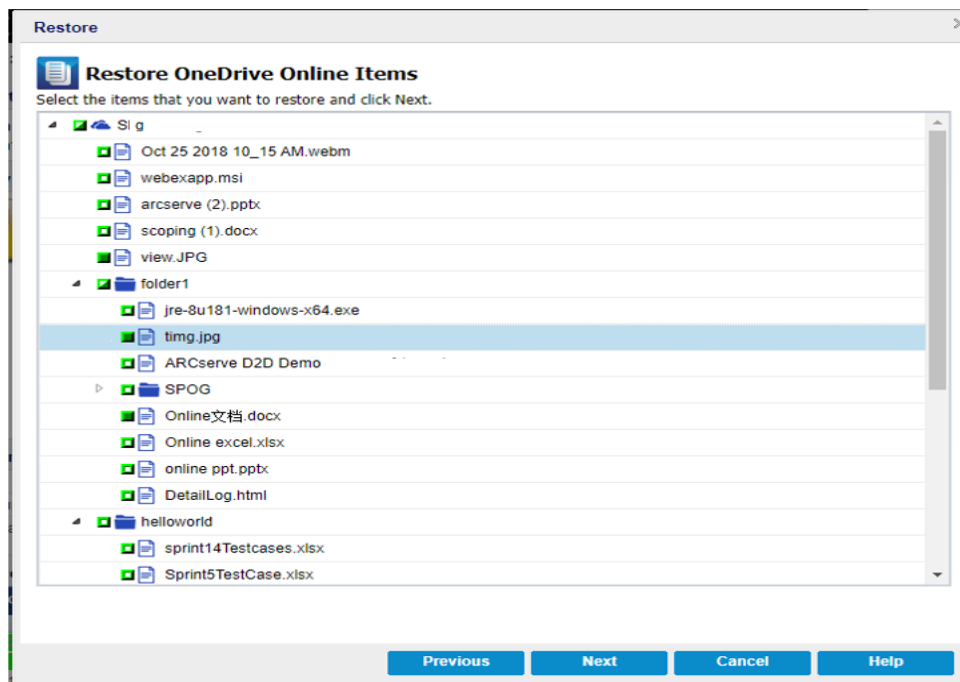 Restore
Restore OneDrive Online Items
Select the items that you want to restore and click Next.
Oct 25 2018 10_15 AM.webm
webexapp.msi
arcserve (2).pptx
scoping (1).docx
view.JPG
folder1
jre-8u181-windows-x64.exe
timg.jpg
ARCserve D2D Demo
SPOG
Online文档.docx
Online excel.xlsx
online ppt.pptx
DetailLog.html
helloworld
sprint14Testcases.xlsx
Sprint5TestCase.xlsx
Previous Next Cancel Help